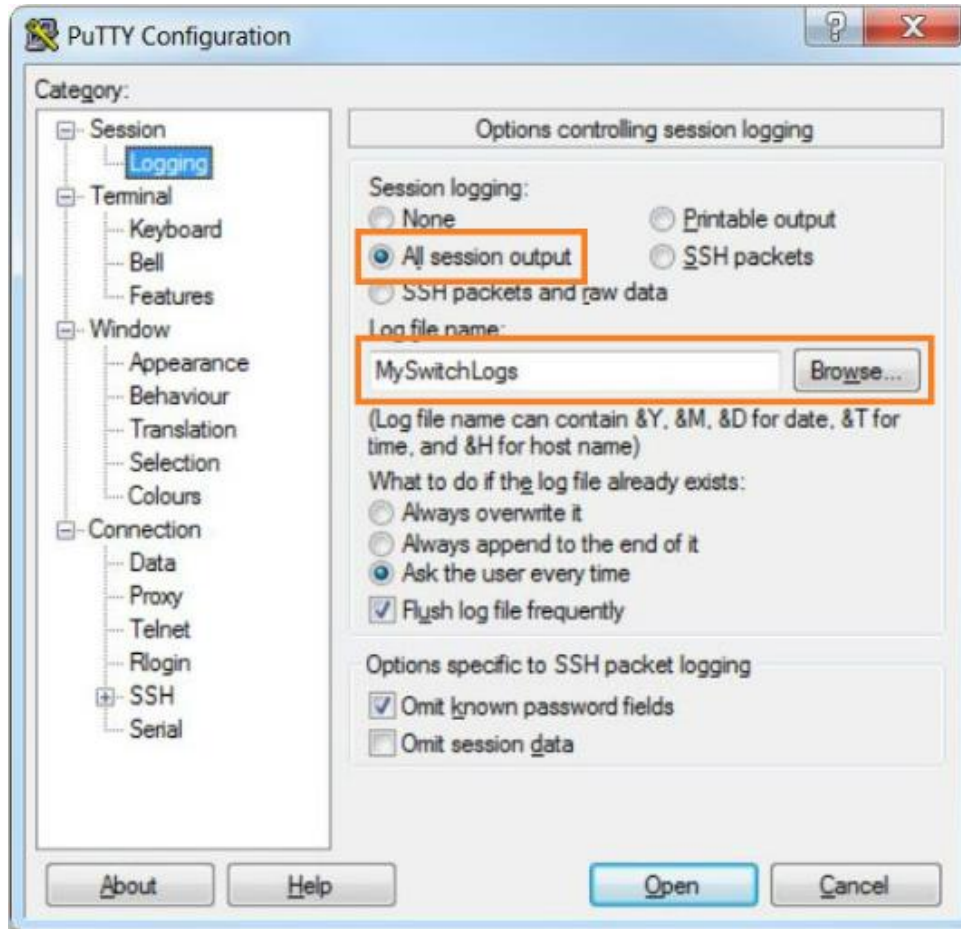 PuTTY Configuration
Category:
Session
Logging
Terminal
Keyboard
Bell
Features
Window
Appearance
Behaviour
Translation
Selection
Colours
Connection
Data
Proxy
Telnet
Rlogin
SSH
Serial
Options controlling session logging
Session logging:
None
Printable output
All session output
SSH packets
SSH packets and raw data
Log file name:
MySwitchLogs
Browse...
(Log file name can contain &Y, &M, &D for date, &T for
time, and &H for host name)
What to do if the log file already exists:
Always overwrite it
Always append to the end of it
Ask the user every time
Flush log file frequently
Options specific to SSH packet logging
Omit known password fields
Omit session data
About
Help
Open
Cancel